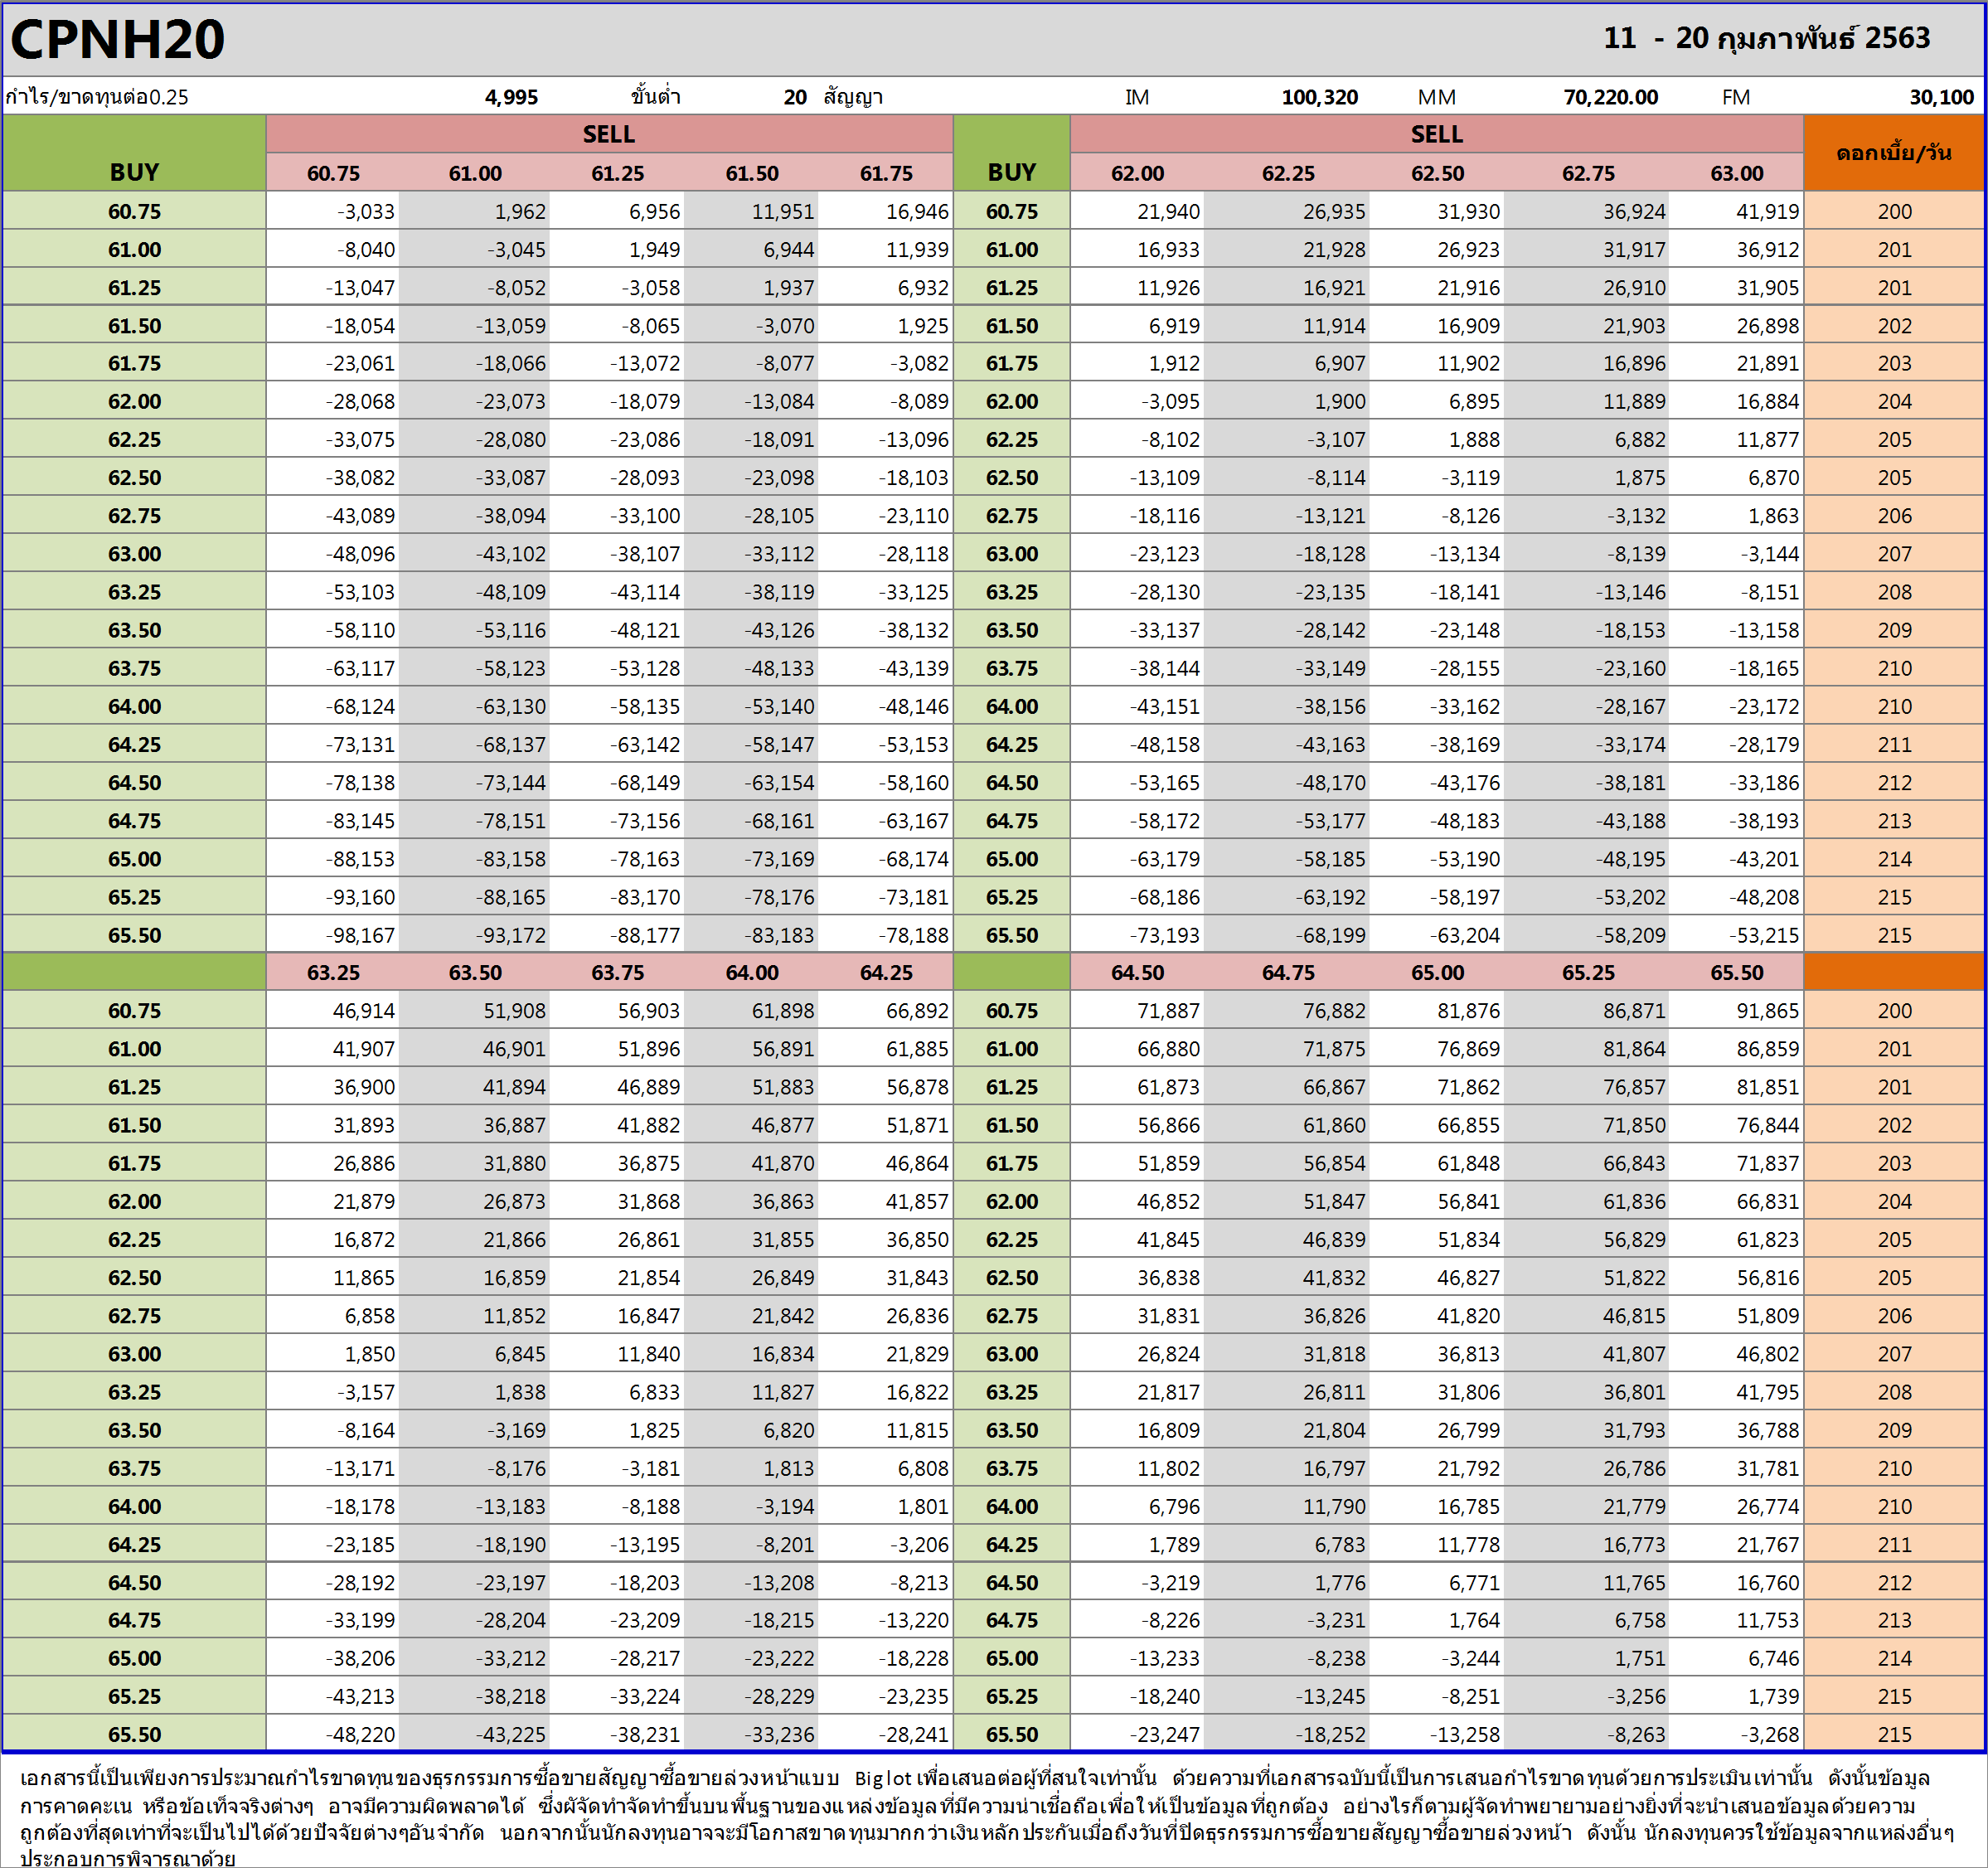 CPNH20 11 - 20 กุมภาพันธ์ 2563
กำไร/ขาดทุนต่อ0.25 4,995 ขั้นต่ำ 20 สัญญา IM 100,320 MM 70,220.00 FM 30,100
SELL SELL ดอกเบี้ย/วัน
BUY 60.75 61.00 61.25 61.50 61.75 BUY 62.00 62.25 62.50 62.75 63.00
60.75 -3,033 1,962 6,956 11,951 16,946 60.75 21,940 26,935 31,930 36,924 41,919 200
61.00 -8,040 -3,045 1,949 6,944 11,939 61.00 16,933 21,928 26,923 31,917 36,912 201
61.25 -13,047 -8,052 -3,058 1,937 6,932 61.25 11,926 16,921 21,916 26,910 31,905 201
61.50 -18,054 -13,059 -8,065 -3,070 1,925 61.50 6,919 11,914 16,909 21,903 26,898 202
61.75 -23,061 -18,066 -13,072 -8,077 -3,082 61.75 1,912 6,907 11,902 16,896 21,891 203
62.00 -28,068 -23,073 -18,079 -13,084 -8,089 62.00 -3,095 1,900 6,895 11,889 16,884 204
62.25 -33,075 -28,080 -23,086 -18,091 -13,096 62.25 -8,102 -3,107 1,888 6,882 11,877 205
62.50 -38,082 -33,087 -28,093 -23,098 -18,103 62.50 -13,109 -8,114 -3,119 1,875 6,870 205
62.75 -43,089 -38,094 -33,100 -28,105 -23,110 62.75 -18,116 -13,121 -8,126 -3,132 1,863 206
63.00 -48,096 -43,102 -38,107 -33,112 -28,118 63.00 -23,123 -18,128 -13,134 -8,139 -3,144 207
63.25 -53,103 -48,109 -43,114 -38,119 -33,125 63.25 -28,130 -23,135 -18,141 -13,146 -8,151 208
63.50 -58,110 -53,116 -48,121 -43,126 -38,132 63.50 -33,137 -28,142 -23,148 -18,153 -13,158 209
63.75 -63,117 -58,123 -53,128 -48,133 -43,139 63.75 -38,144 -33,149 -28,155 -23,160 -18,165 210
64.00 -68,124 -63,130 -58,135 -53,140 -48,146 64.00 -43,151 -38,156 -33,162 -28,167 -23,172 210
64.25 -73,131 -68,137 -63,142 -58,147 -53,153 64.25 -48,158 -43,163 -38,169 -33,174 -28,179 211
64.50 -78,138 -73,144 -68,149 -63,154 -58,160 64.50 -53,165 -48,170 -43,176 -38,181 -33,186 212
64.75 -83,145 -78,151 -73,156 -68,161 -63,167 64.75 -58,172 -53,177 -48,183 -43,188 -38,193 213
65.00 -88,153 -83,158 -78,163 -73,169 -68,174 65.00 -63,179 -58,185 -53,190 -48,195 -43,201 214
65.25 -93,160 -88,165 -83,170 -78,176 -73,181 65.25 -68,186 -63,192 -58,197 -53,202 -48,208 215
65.50 -98,167 -93,172 -88,177 -83,183 -78,188 65.50 -73,193 -68,199 -63,204 -58,209 -53,215 215
63.25 63.50 63.75 64.00 64.25 64.50 64.75 65.00 65.25 65.50
60.75 46,914 51,908 56,903 61,898 66,892 60.75 71,887 76,882 81,876 86,871 91,865 200
61.00 41,907 46,901 51,896 56,891 61,885 61.00 66,880 71,875 76,869 81,864 86,859 201
61.25 36,900 41,894 46,889 51,883 56,878 61.25 61,873 66,867 71,862 76,857 81,851 201
61.50 31,893 36,887 41,882 46,877 51,871 61.50 56,866 61,860 66,855 71,850 76,844 202
61.75 26,886 31,880 36,875 41,870 46,864 61.75 51,859 56,854 61,848 66,843 71,837 203
62.00 21,879 26,873 31,868 36,863 41,857 62.00 46,852 51,847 56,841 61,836 66,831 204
62.25 16,872 21,866 26,861 31,855 36,850 62.25 41,845 46,839 51,834 56,829 61,823 205
62.50 11,865 16,859 21,854 26,849 31,843 62.50 36,838 41,832 46,827 51,822 56,816 205
62.75 6,858 11,852 16,847 21,842 26,836 62.75 31,831 36,826 41,820 46,815 51,809 206
63.00 1,850 6,845 11,840 16,834 21,829 63.00 26,824 31,818 36,813 41,807 46,802 207
63.25 -3,157 1,838 6,833 11,827 16,822 63.25 21,817 26,811 31,806 36,801 41,795 208
63.50 -8,164 -3,169 1,825 6,820 11,815 63.50 16,809 21,804 26,799 31,793 36,788 209
63.75 -13,171 -8,176 -3,181 1,813 6,808 63.75 11,802 16,797 21,792 26,786 31,781 210
64.00 -18,178 -13,183 -8,188 -3,194 1,801 64.00 6,796 11,790 16,785 21,779 26,774 210
64.25 -23,185 -18,190 -13,195 -8,201 -3,206 64.25 1,789 6,783 11,778 16,773 21,767 211
64.50 -28,192 -23,197 -18,203 -13,208 -8,213 64.50 -3,219 1,776 6,771 11,765 16,760 212
64.75 -33,199 -28,204 -23,209 -18,215 -13,220 64.75 -8,226 -3,231 1,764 6,758 11,753 213
65.00 -38,206 -33,212 -28,217 -23,222 -18,228 65.00 -13,233 -8,238 -3,244 1,751 6,746 214
65.25 -43,213 -38,218 -33,224 -28,229 -23,235 65.25 -18,240 -13,245 -8,251 -3,256 1,739 215
65.50 -48,220 -43,225 -38,231 -33,236 -28,241 65.50 -23,247 -18,252 -13,258 -8,263 -3,268 215
เอกสารนี้เป็นเพียงการประมาณกำไรขาดทุนของธุรกรรมการซื้อขายสัญญาซื้อขายล่วงหน้าแบบ Big lot เพื่อเสนอต่อผู้ที่สนใจเท่านั้น ด้วยความที่เอกสารฉบับนี้เป็นการเสนอกำไรขาดทุนด้วยการประเมินเท่านั้น ดังนั้นข้อมูล
การคาดคะเน หรือข้อเท็จจริงต่างๆ อาจมีความผิดพลาดได้ ซึ่งผัจัดทำจัดทำขึ้นบนพื้นฐานของแหล่งข้อมูลที่มีความน่าเชื่อถือเพื่อให้เป็นข้อมูลที่ถูกต้อง อย่างไรก็ตามผู้จัดทำพยายามอย่างยิ่งที่จะนำเสนอข้อมูลด้วยความ
ถูกต้องที่สุดเท่าที่จะเป็นไปได้ด้วยปัจจัยต่างๆอันจำกัด นอกจากนั้นนักลงทุนอาจจะมีโอกาสขาดทุนมากกว่าเงินหลักประกันเมื่อถึงวันที่ปิดธุรกรรมการซื้อขายสัญญาซื้อขายล่วงหน้า ดังนั้น นักลงทุนควรใช้ข้อมูลจากแหล่งอื่นๆ
ประกอบการพิจารณาด้วย